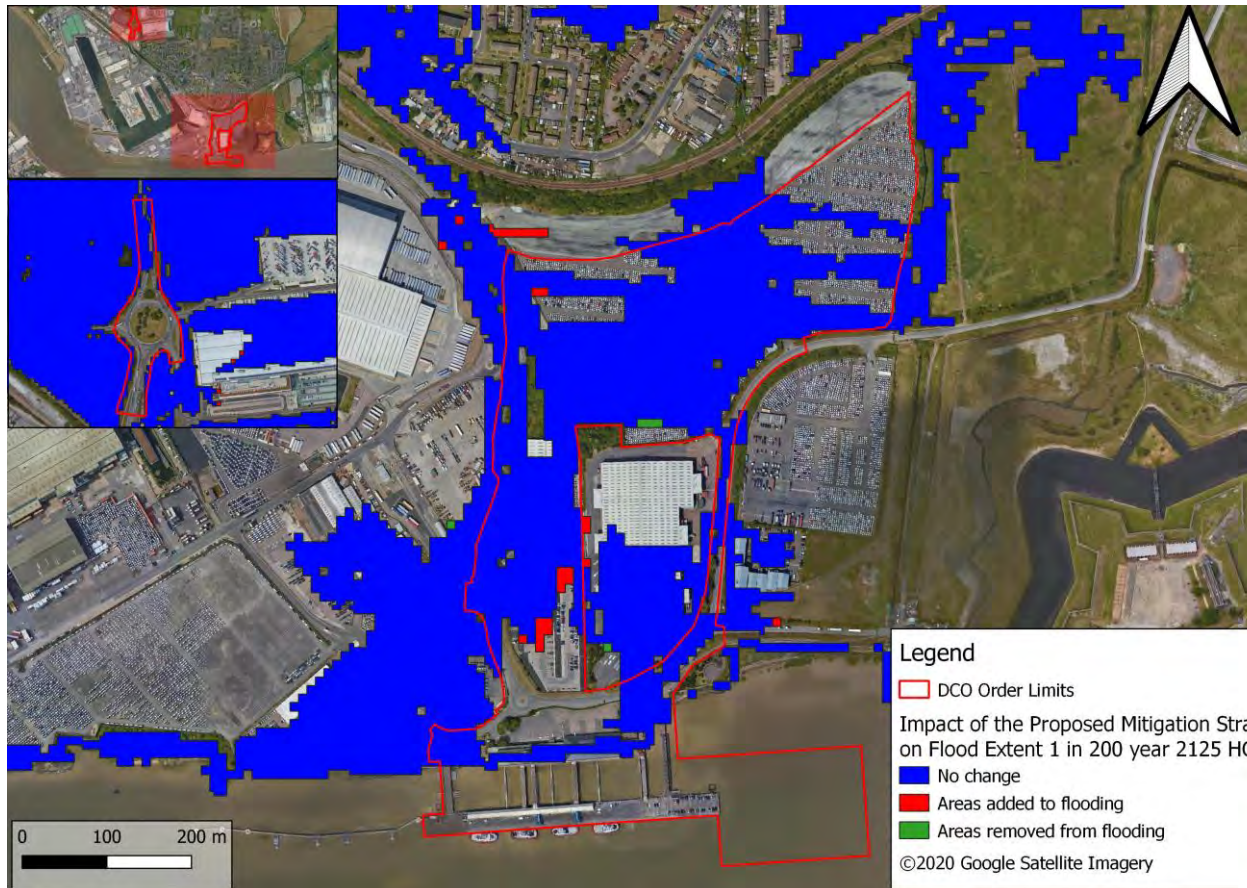 0 100 200 m
Legend
DCO Order Limits
Impact of the Proposed Mitigation Stra
on Flood Extent 1 in 200 year 2125 HC
No change
Areas added to flooding
Areas removed from flooding
©2020 Google Satellite Imagery